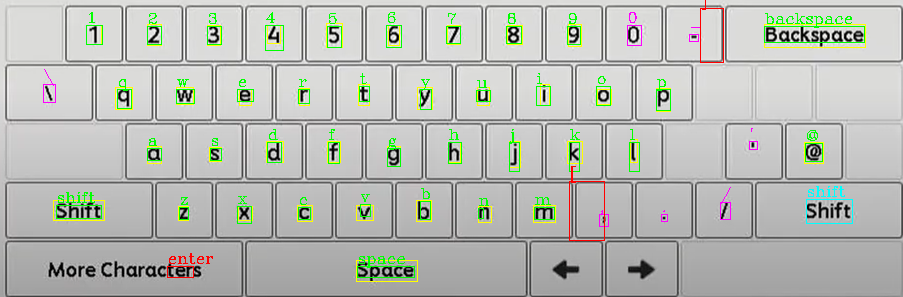 1 2 3 4 5 6 7 8 9 0 - backspace
1 2 3 4 5 6 7 8 9 0 - Backspace
\ q w e r t y u i o p
\ q w e r t y u i o p
a s d f g h j k l ' @
a s d f g h j k l ' @
shift z x c v b n m , . / shift
Shift z x c v b n m , . / Shift
enter space
More Characters Space ← →